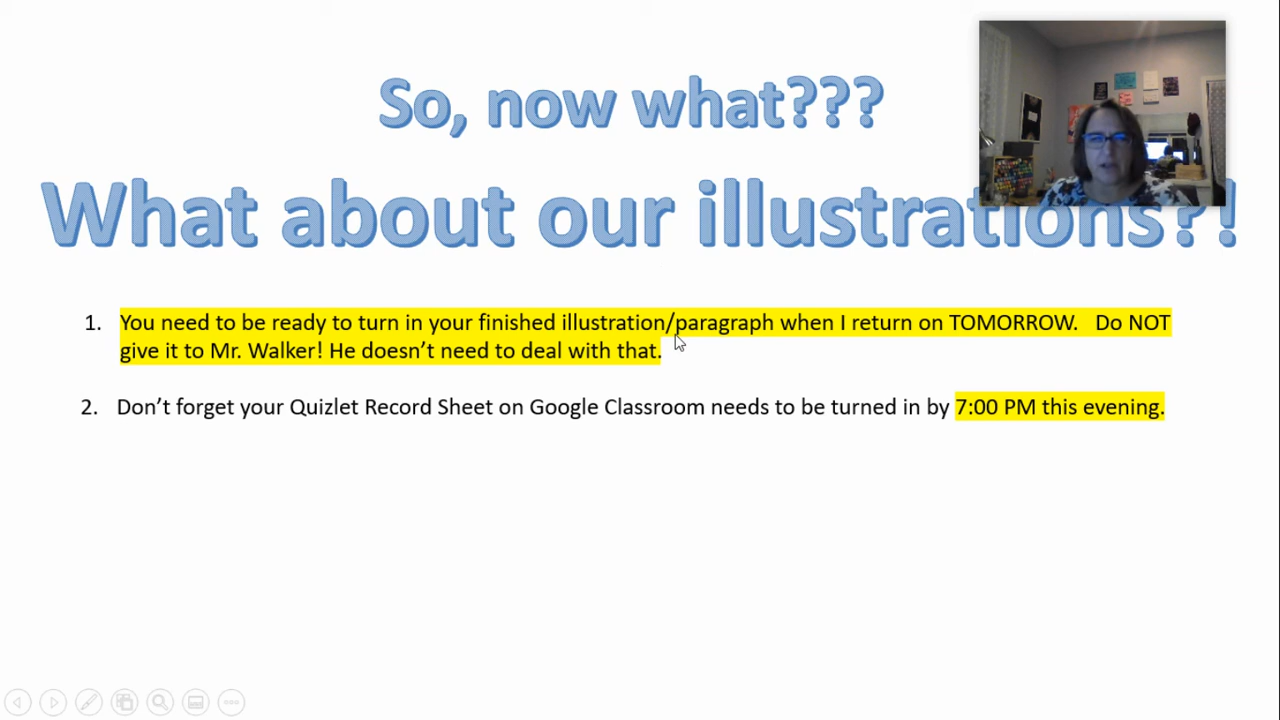 So, now what???
What about our illustrations?!
1. You need to be ready to turn in your finished illustration/paragraph when I return on TOMORROW. Do NOT
give it to Mr. Walker! He doesn’t need to deal with that.
2. Don’t forget your Quizlet Record Sheet on Google Classroom needs to be turned in by 7:00 PM this evening.